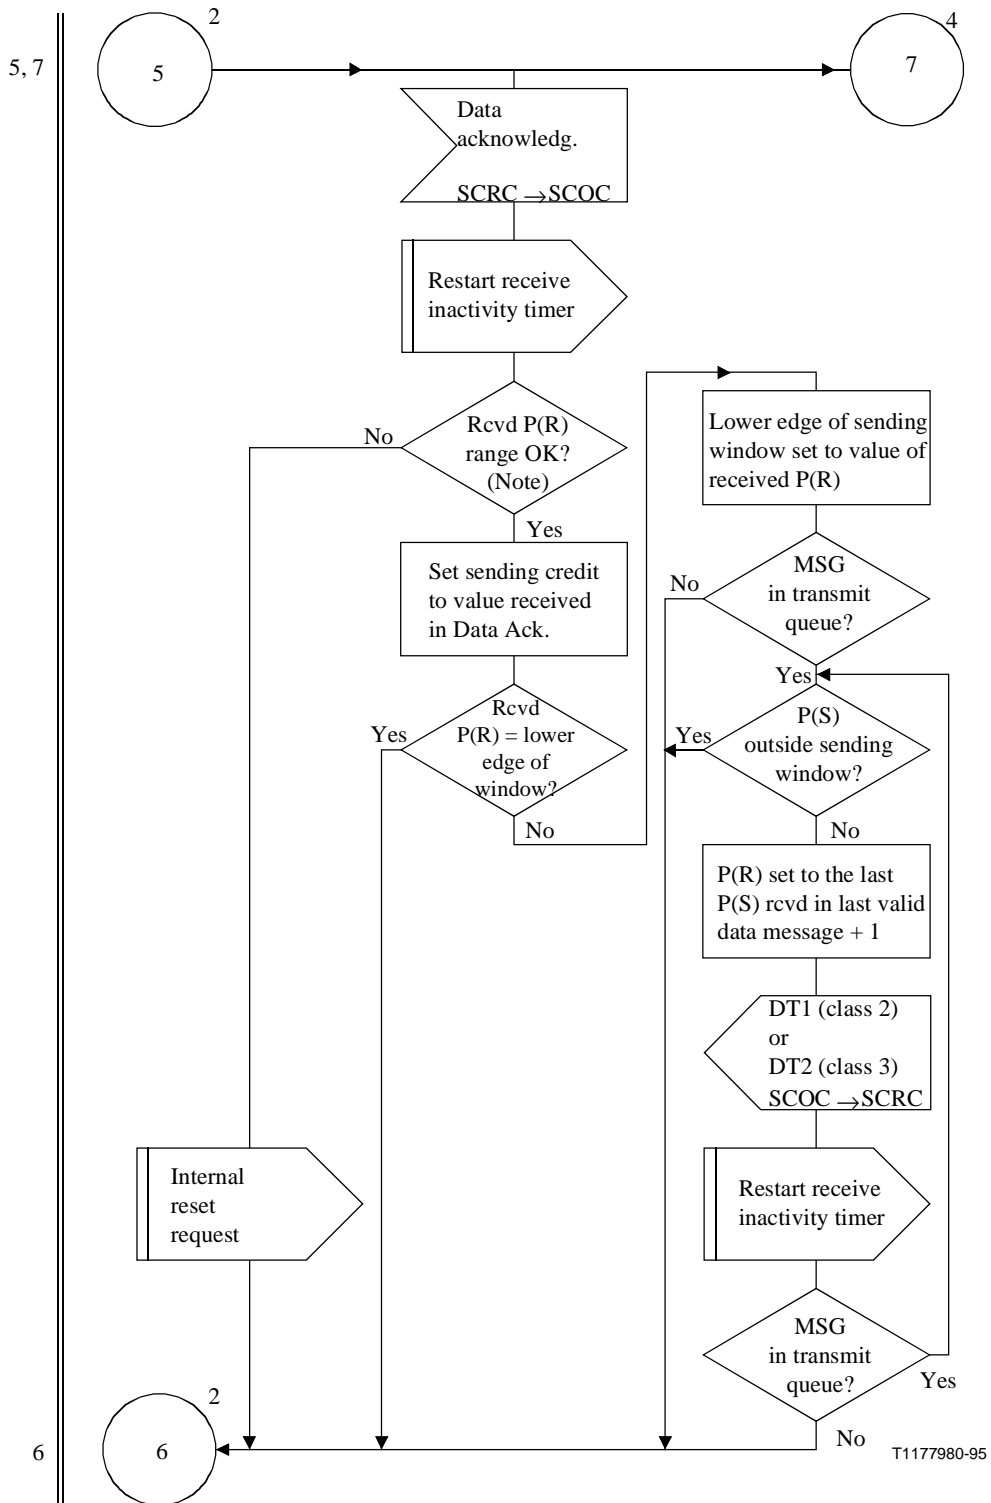 2
4
5, 7
5
7
Data
acknowledg.
SCRC →SCOC
Restart receive
inactivity timer
No
Rcvd P(R)
range OK?
(Note)
Yes
Set sending credit
to value received
in Data Ack.
Yes
Rcvd
P(R) = lower
edge of
window?
No
Lower edge of sending
window set to value of
received P(R)
No
MSG
in transmit
queue?
Yes
Yes
P(S)
outside sending
window?
No
P(R) set to the last
P(S) rcvd in last valid
data message + 1
DT1 (class 2)
or
DT2 (class 3)
SCOC →SCRC
Internal
reset
request
Restart receive
inactivity timer
MSG
in transmit
queue?
Yes
No
2
6
6
T1177980-95